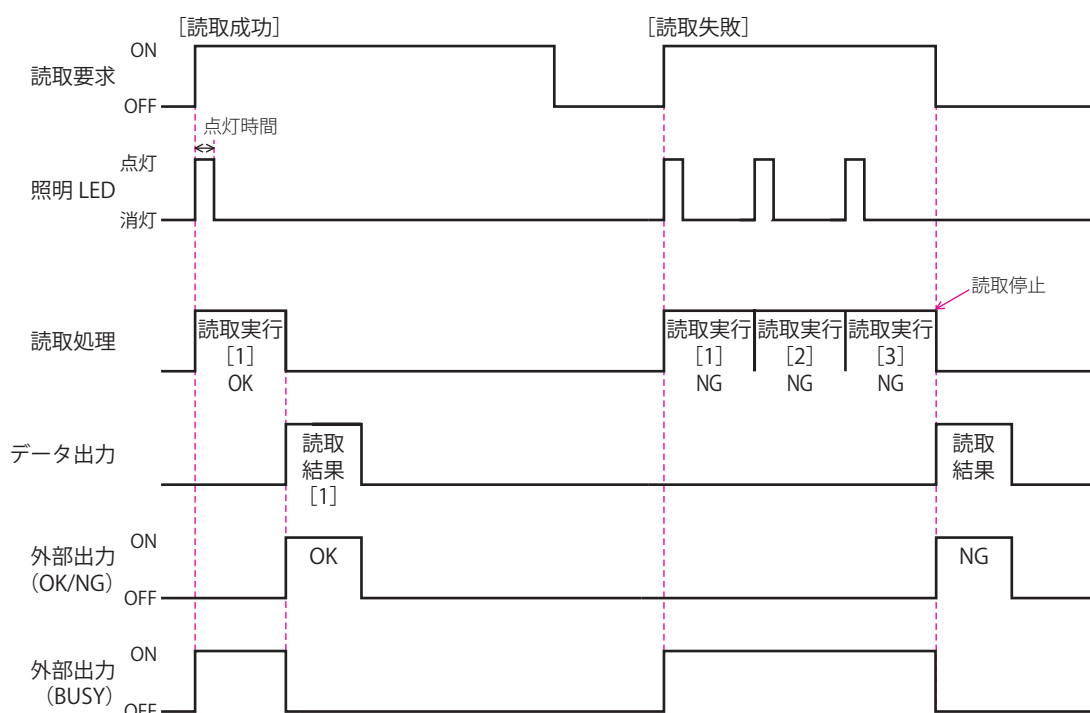 ［読取成功］
［読取失敗］
ON
読取要求
OFF
点灯時間
点灯
照明 LED
消灯
読取停止
読取処理
読取実行
［1］
OK
読取実行
［1］
NG
読取実行
［2］
NG
読取実行
［3］
NG
データ出力
読取
結果
［1］
読取
結果
ON
外部出力
（OK/NG）
OFF
OK
NG
ON
外部出力
（BUSY）
OFF